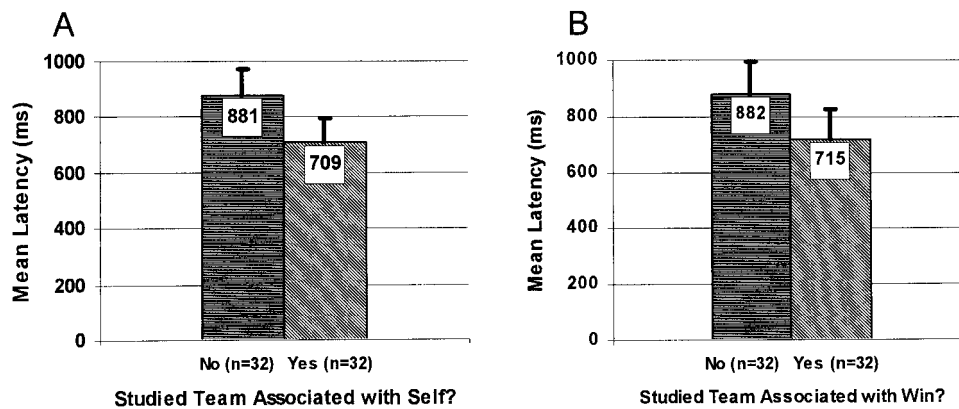 A
1000
800
600
400
200
0
Mean Latency (ms)
881
709
No (n=32) Yes (n=32)
Studied Team Associated with Self?
B
1000
800
600
400
200
0
Mean Latency (ms)
882
715
No (n=32) Yes (n=32)
Studied Team Associated with Win?